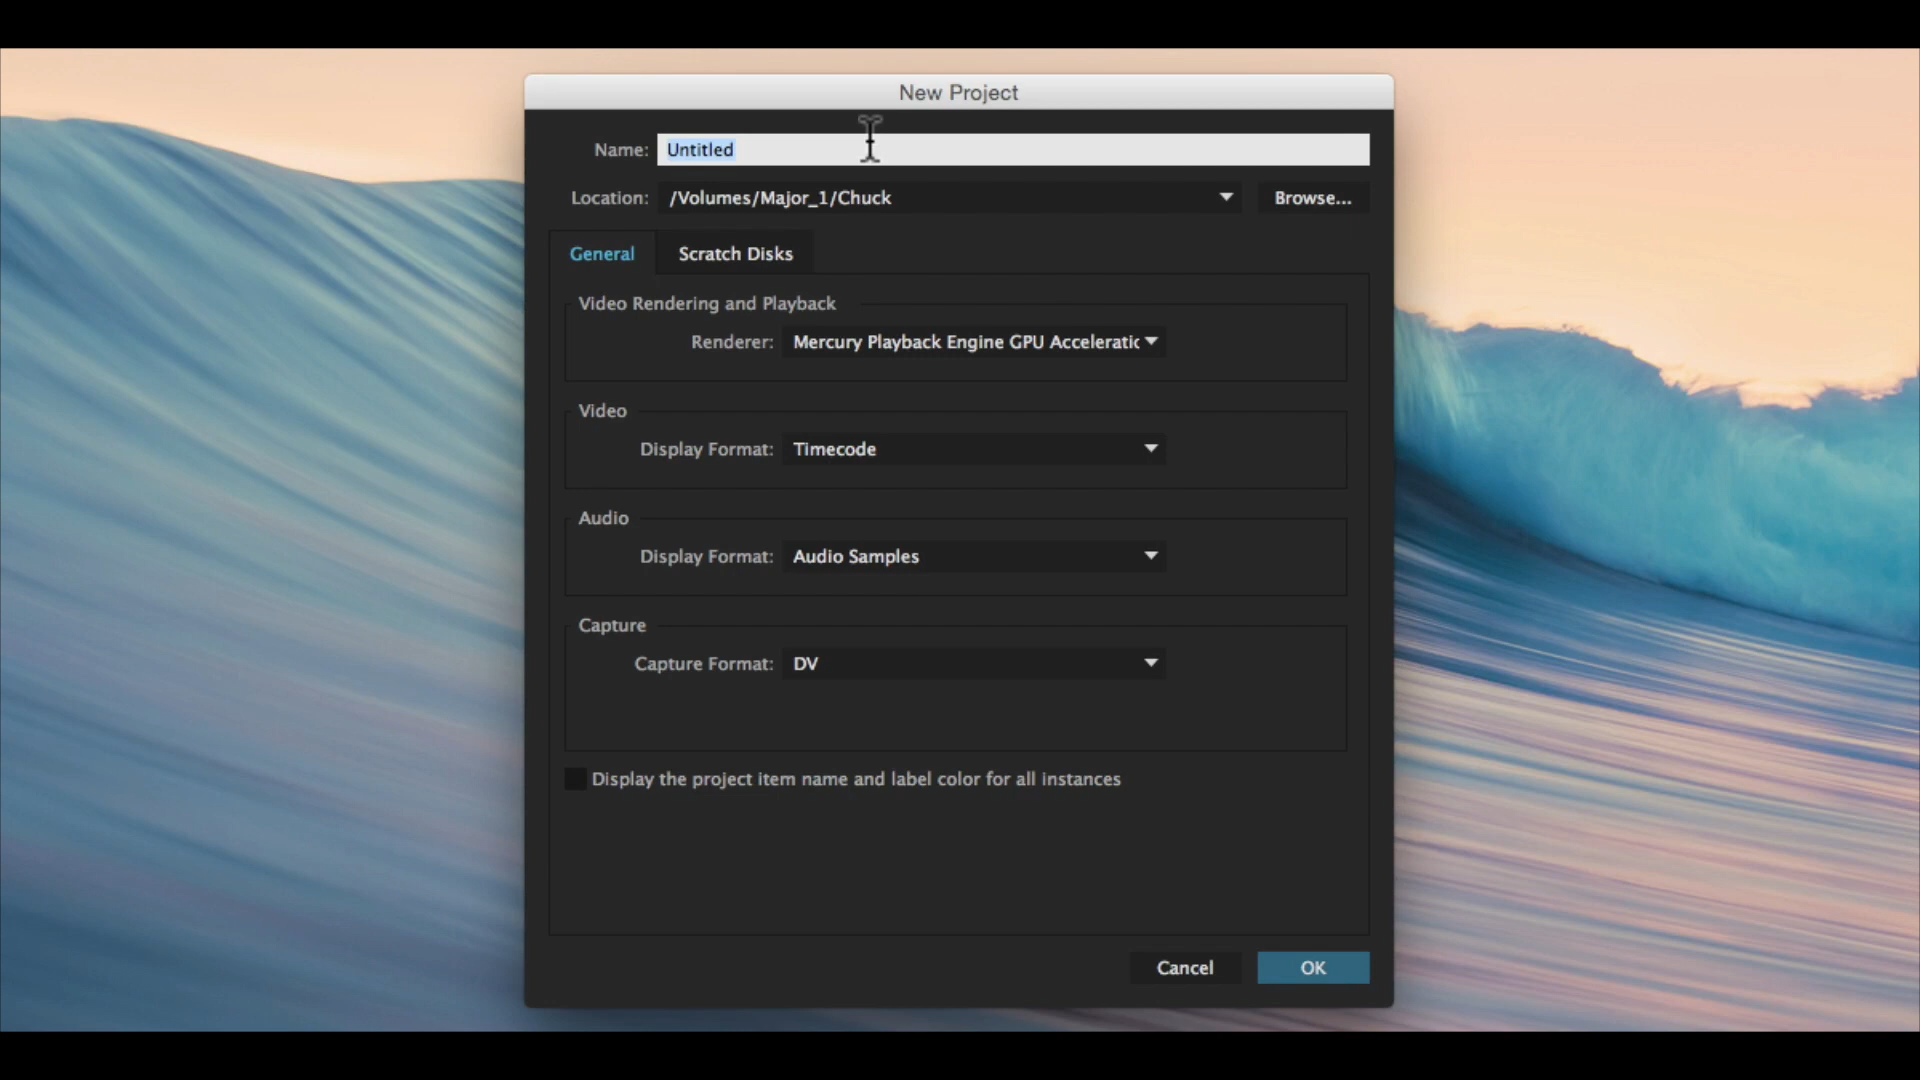 New Project
Name: Untitled
Location: /Volumes/Major_1/Chuck Browse...
General Scratch Disks
Video Rendering and Playback
Renderer: Mercury Playback Engine GPU Acceleratic
Video
Display Format: Timecode
Audio
Display Format: Audio Samples
Capture
Capture Format: DV
Display the project item name and label color for all instances
Cancel OK